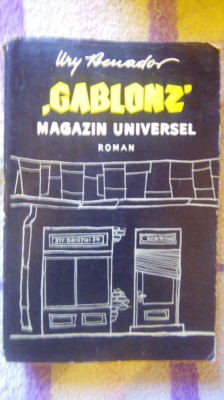 Ury Benador
‚GABLONZ’
MAGAZIN UNIVERSEL
ROMAN